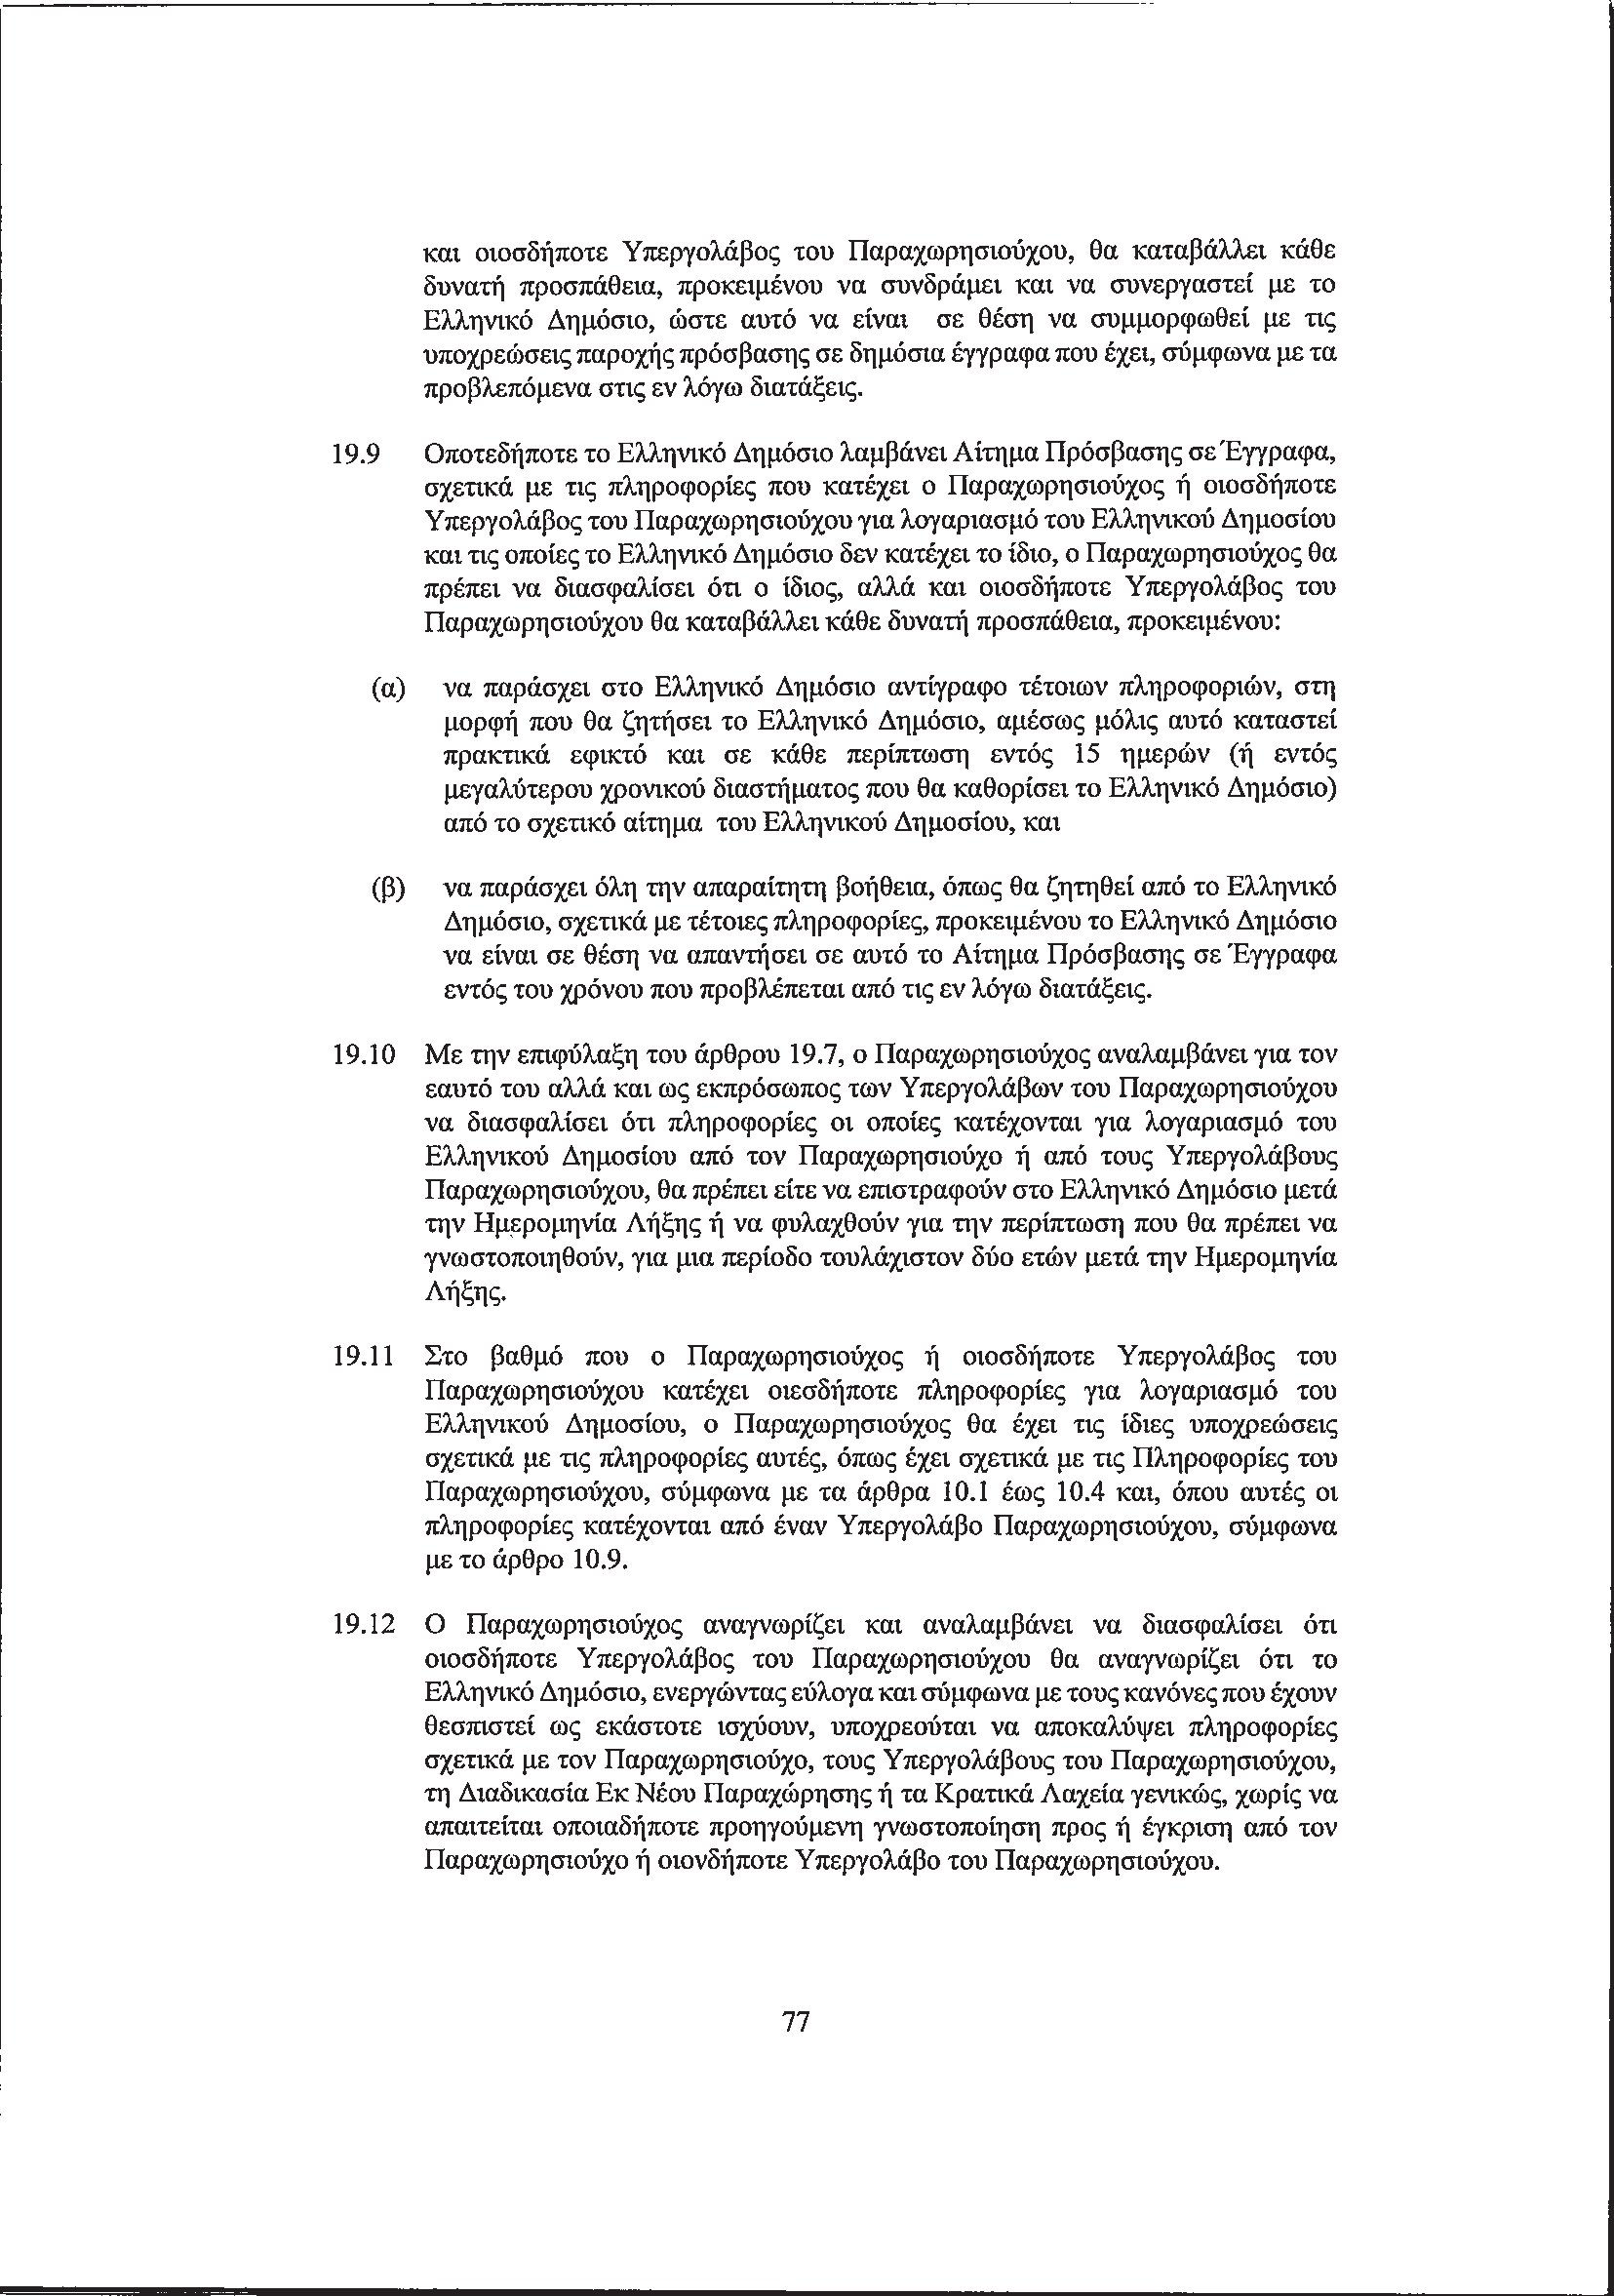 και οιοσδήποτε Υπεργολάβος του Παραχωρησιούχου, θα καταβάλλει κάθε
δυνατή προσπάθεια, προκειμένου να συνδράμει και να συνεργαστεί με το
Ελληνικό Δημόσιο, ώστε αυτό να είναι σε θέση να συμμορφωθεί με τις
υποχρεώσεις παροχής πρόσβασης σε δημόσια έγγραφα που έχει, σύμφωνα με τα
προβλεπόμενα στις εν λόγω διατάξεις.
19.9 Οποτεδήποτε το Ελληνικό Δημόσιο λαμβάνει Αίτημα Πρόσβασης σε Έγγραφα,
σχετικά με τις πληροφορίες που κατέχει ο Παραχωρησιούχος ή οιοσδήποτε
Υπεργολάβος του Παραχωρησιούχου για λογαριασμό του Ελληνικού Δημοσίου
και τις οποίες το Ελληνικό Δημόσιο δεν κατέχει το ίδιο, ο Παραχωρησιούχος θα
πρέπει να διασφαλίσει ότι ο ίδιος, αλλά και οιοσδήποτε Υπεργολάβος του
Παραχωρησιούχου θα καταβάλλει κάθε δυνατή προσπάθεια, προκειμένου:
(α) να παράσχει στο Ελληνικό Δημόσιο αντίγραφο τέτοιων πληροφοριών, στη
μορφή που θα ζητήσει το Ελληνικό Δημόσιο, αμέσως μόλις αυτό καταστεί
πρακτικά εφικτό και σε κάθε περίπτωση εντός 15 ημερών (ή εντός
μεγαλύτερου χρονικού διαστήματος που θα καθορίσει το Ελληνικό Δημόσιο)
από το σχετικό αίτημα του Ελληνικού Δημοσίου, και
(β) να παράσχει όλη την απαραίτητη βοήθεια, όπως θα ζητηθεί από το Ελληνικό
Δημόσιο, σχετικά με τέτοιες πληροφορίες, προκειμένου το Ελληνικό Δημόσιο
να είναι σε θέση να απαντήσει σε αυτό το Αίτημα Πρόσβασης σε Έγγραφα
εντός του χρόνου που προβλέπεται από τις εν λόγω διατάξεις.
19.10 Με την επιφύλαξη του άρθρου 19.7, ο Παραχωρησιούχος αναλαμβάνει για τον
εαυτό του αλλά και ως εκπρόσωπος των Υπεργολάβων του Παραχωρησιούχου
να διασφαλίσει ότι πληροφορίες οι οποίες κατέχονται για λογαριασμό του
Ελληνικού Δημοσίου από τον Παραχωρησιούχο ή από τους Υπεργολάβους
Παραχωρησιούχου, θα πρέπει είτε να επιστραφούν στο Ελληνικό Δημόσιο μετά
την Ημερομηνία Λήξης ή να φυλαχθούν για την περίπτωση που θα πρέπει να
γνωστοποιηθούν, για μια περίοδο τουλάχιστον δύο ετών μετά την Ημερομηνία
Λήξης.
19.11 Στο βαθμό που ο Παραχωρησιούχος ή οιοσδήποτε Υπεργολάβος του
Παραχωρησιούχου κατέχει οιεσδήποτε πληροφορίες για λογαριασμό του
Ελληνικού Δημοσίου, ο Παραχωρησιούχος θα έχει τις ίδιες υποχρεώσεις
σχετικά με τις πληροφορίες αυτές, όπως έχει σχετικά με τις Πληροφορίες του
Παραχωρησιούχου, σύμφωνα με τα άρθρα 10.1 έως 10.4 και, όπου αυτές οι
πληροφορίες κατέχονται από έναν Υπεργολάβο Παραχωρησιούχου, σύμφωνα
με το άρθρο 10.9.
19.12 Ο Παραχωρησιούχος αναγνωρίζει και αναλαμβάνει να διασφαλίσει ότι
οιοσδήποτε Υπεργολάβος του Παραχωρησιούχου θα αναγνωρίζει ότι το
Ελληνικό Δημόσιο, ενεργώντας εύλογα και σύμφωνα με τους κανόνες που έχουν
θεσπιστεί ως εκάστοτε ισχύουν, υποχρεούται να αποκαλύψει πληροφορίες
σχετικά με τον Παραχωρησιούχο, τους Υπεργολάβους του Παραχωρησιούχου,
τη Διαδικασία Εκ Νέου Παραχώρησης ή τα Κρατικά Λαχεία γενικώς, χωρίς να
απαιτείται οποιαδήποτε προηγούμενη γνωστοποίηση προς ή έγκριση από τον
Παραχωρησιούχο ή οιονδήποτε Υπεργολάβο του Παραχωρησιούχου.
77